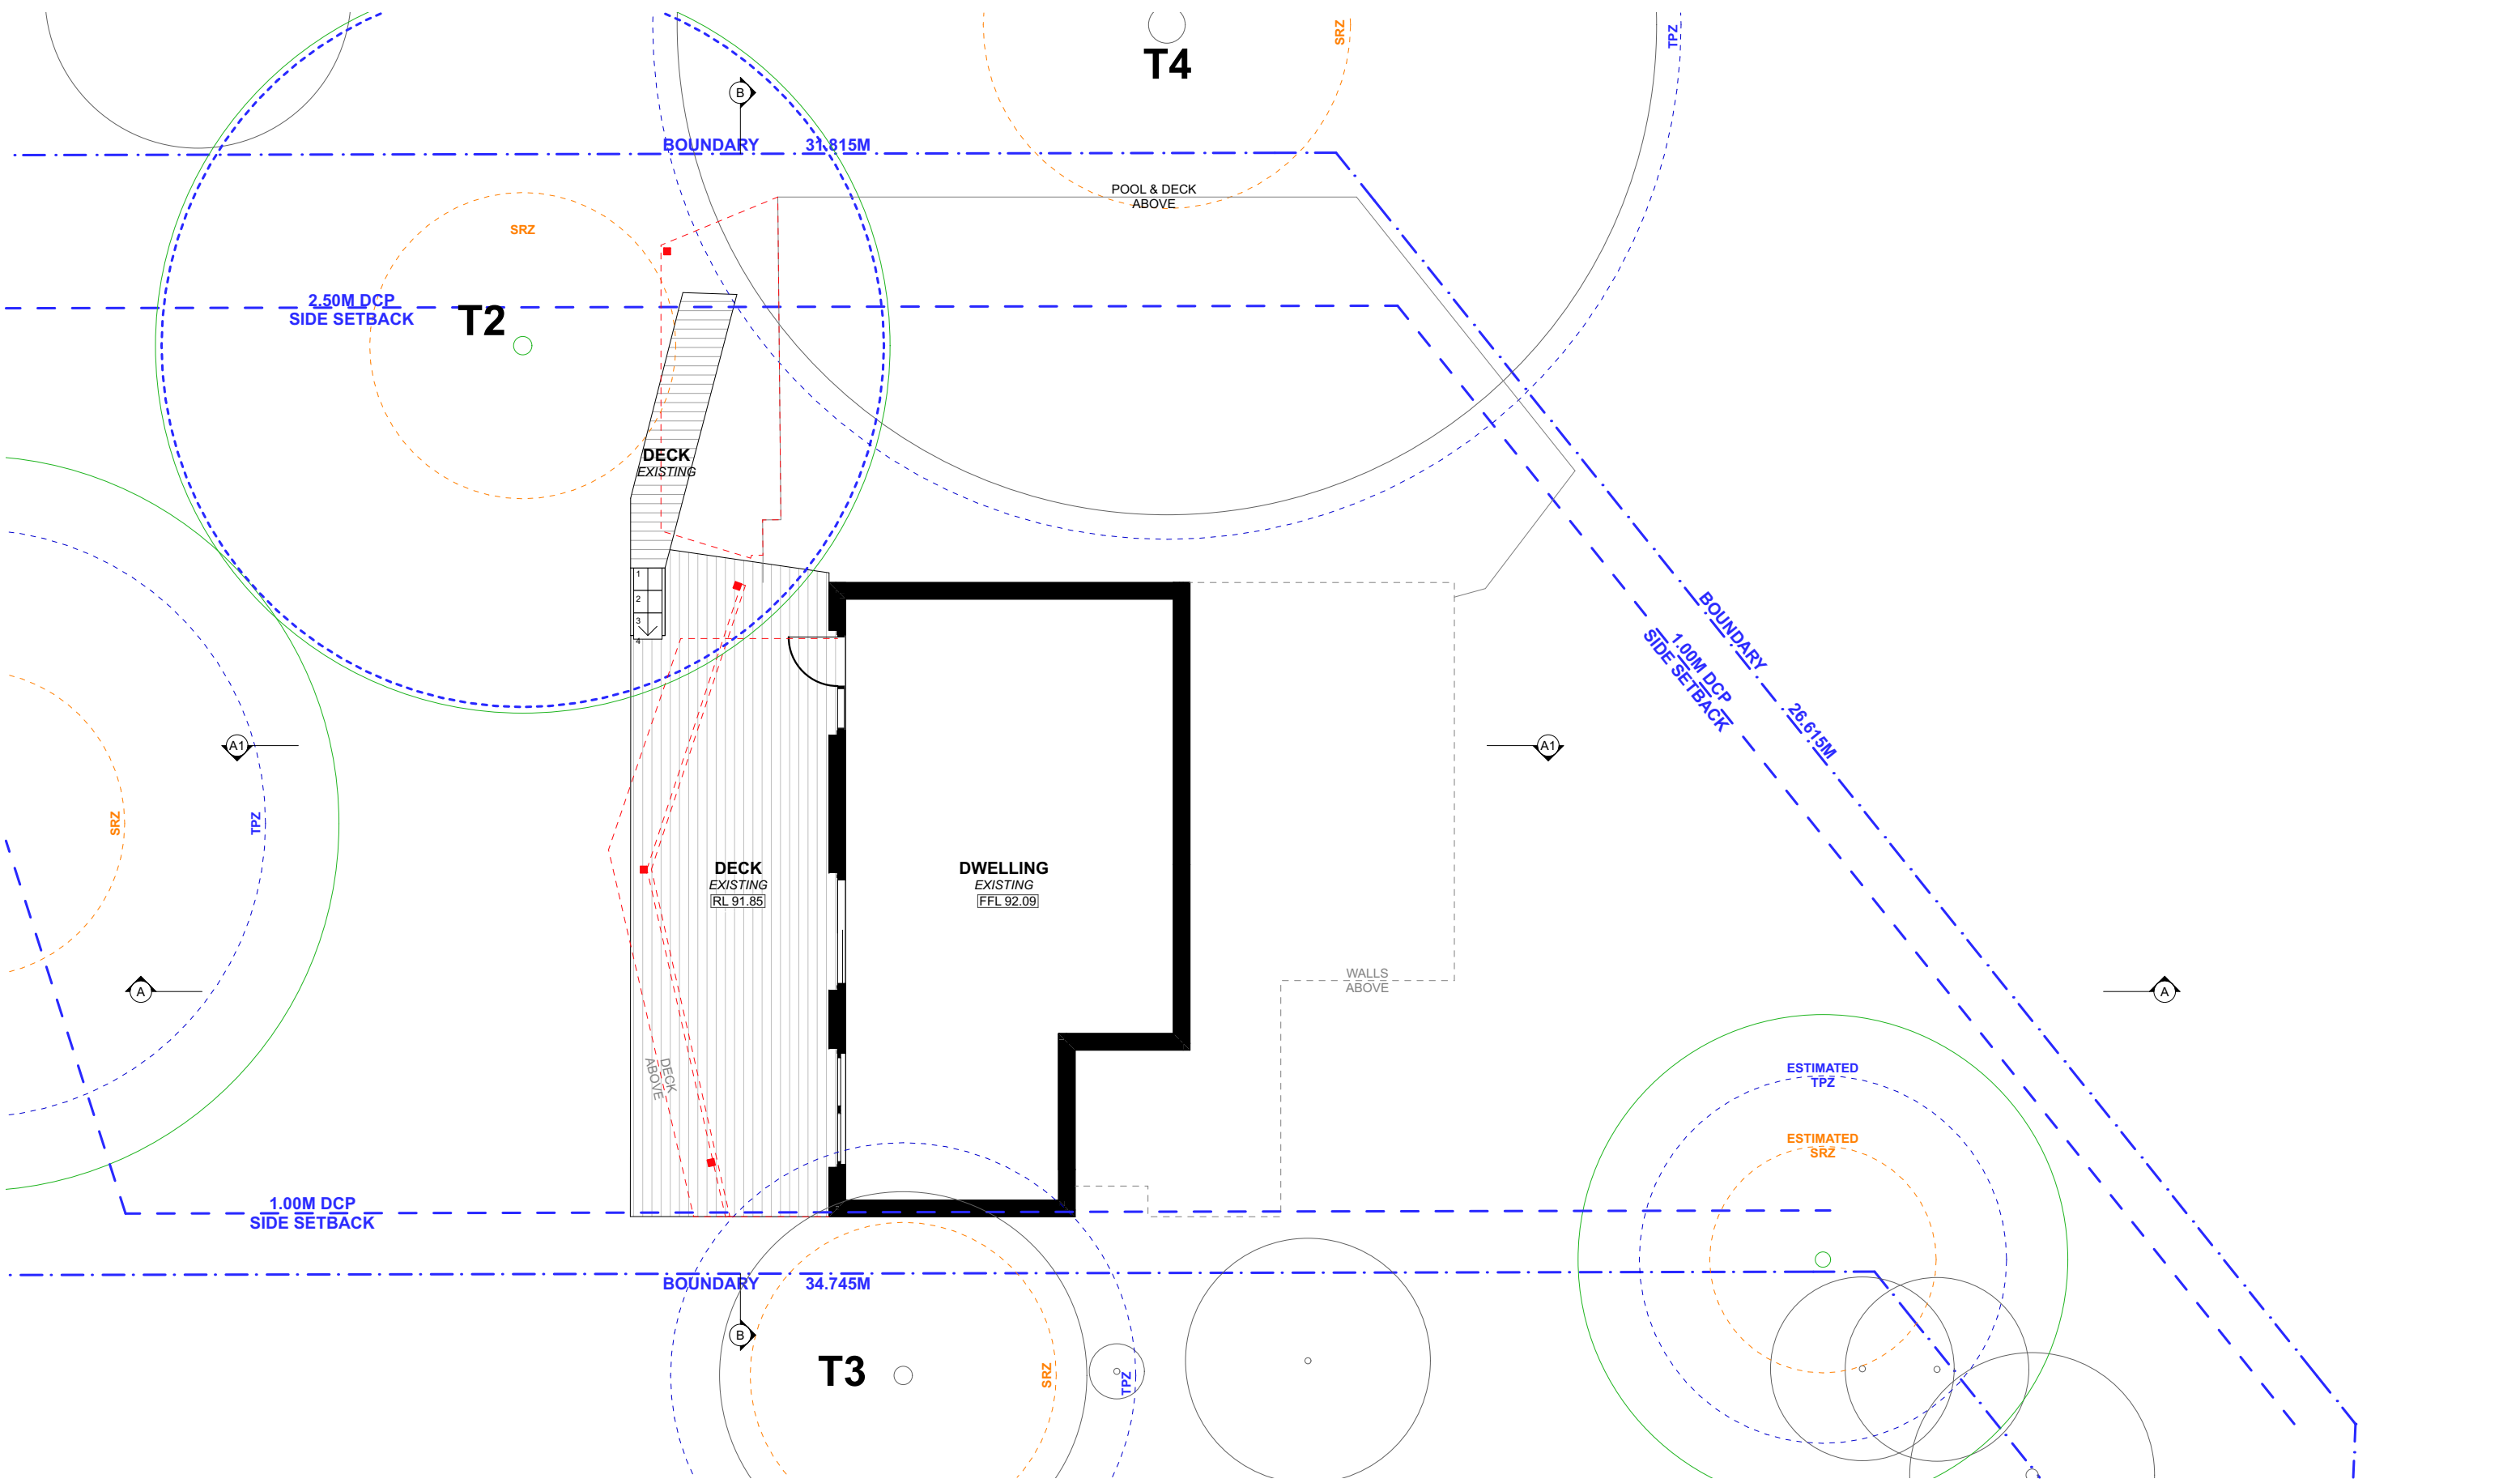 SRZ
TPZ
T4
B
BOUNDARY 31.815M
POOL & DECK
ABOVE
SRZ
2.50M DCP
SIDE SETBACK
T2
DECK
EXISTING
1
2
3
4
BOUNDARY 26.615M
1.00M DCP
SIDE SETBACK
A1
A1
SRZ
TPZ
DECK
EXISTING
RL 91.85
DWELLING
EXISTING
FFL 92.09
WALLS
ABOVE
A
A
DECK
ABOVE
ESTIMATED
TPZ
ESTIMATED
SRZ
1.00M DCP
SIDE SETBACK
BOUNDARY 34.745M
B
T3
SRZ
TPZ